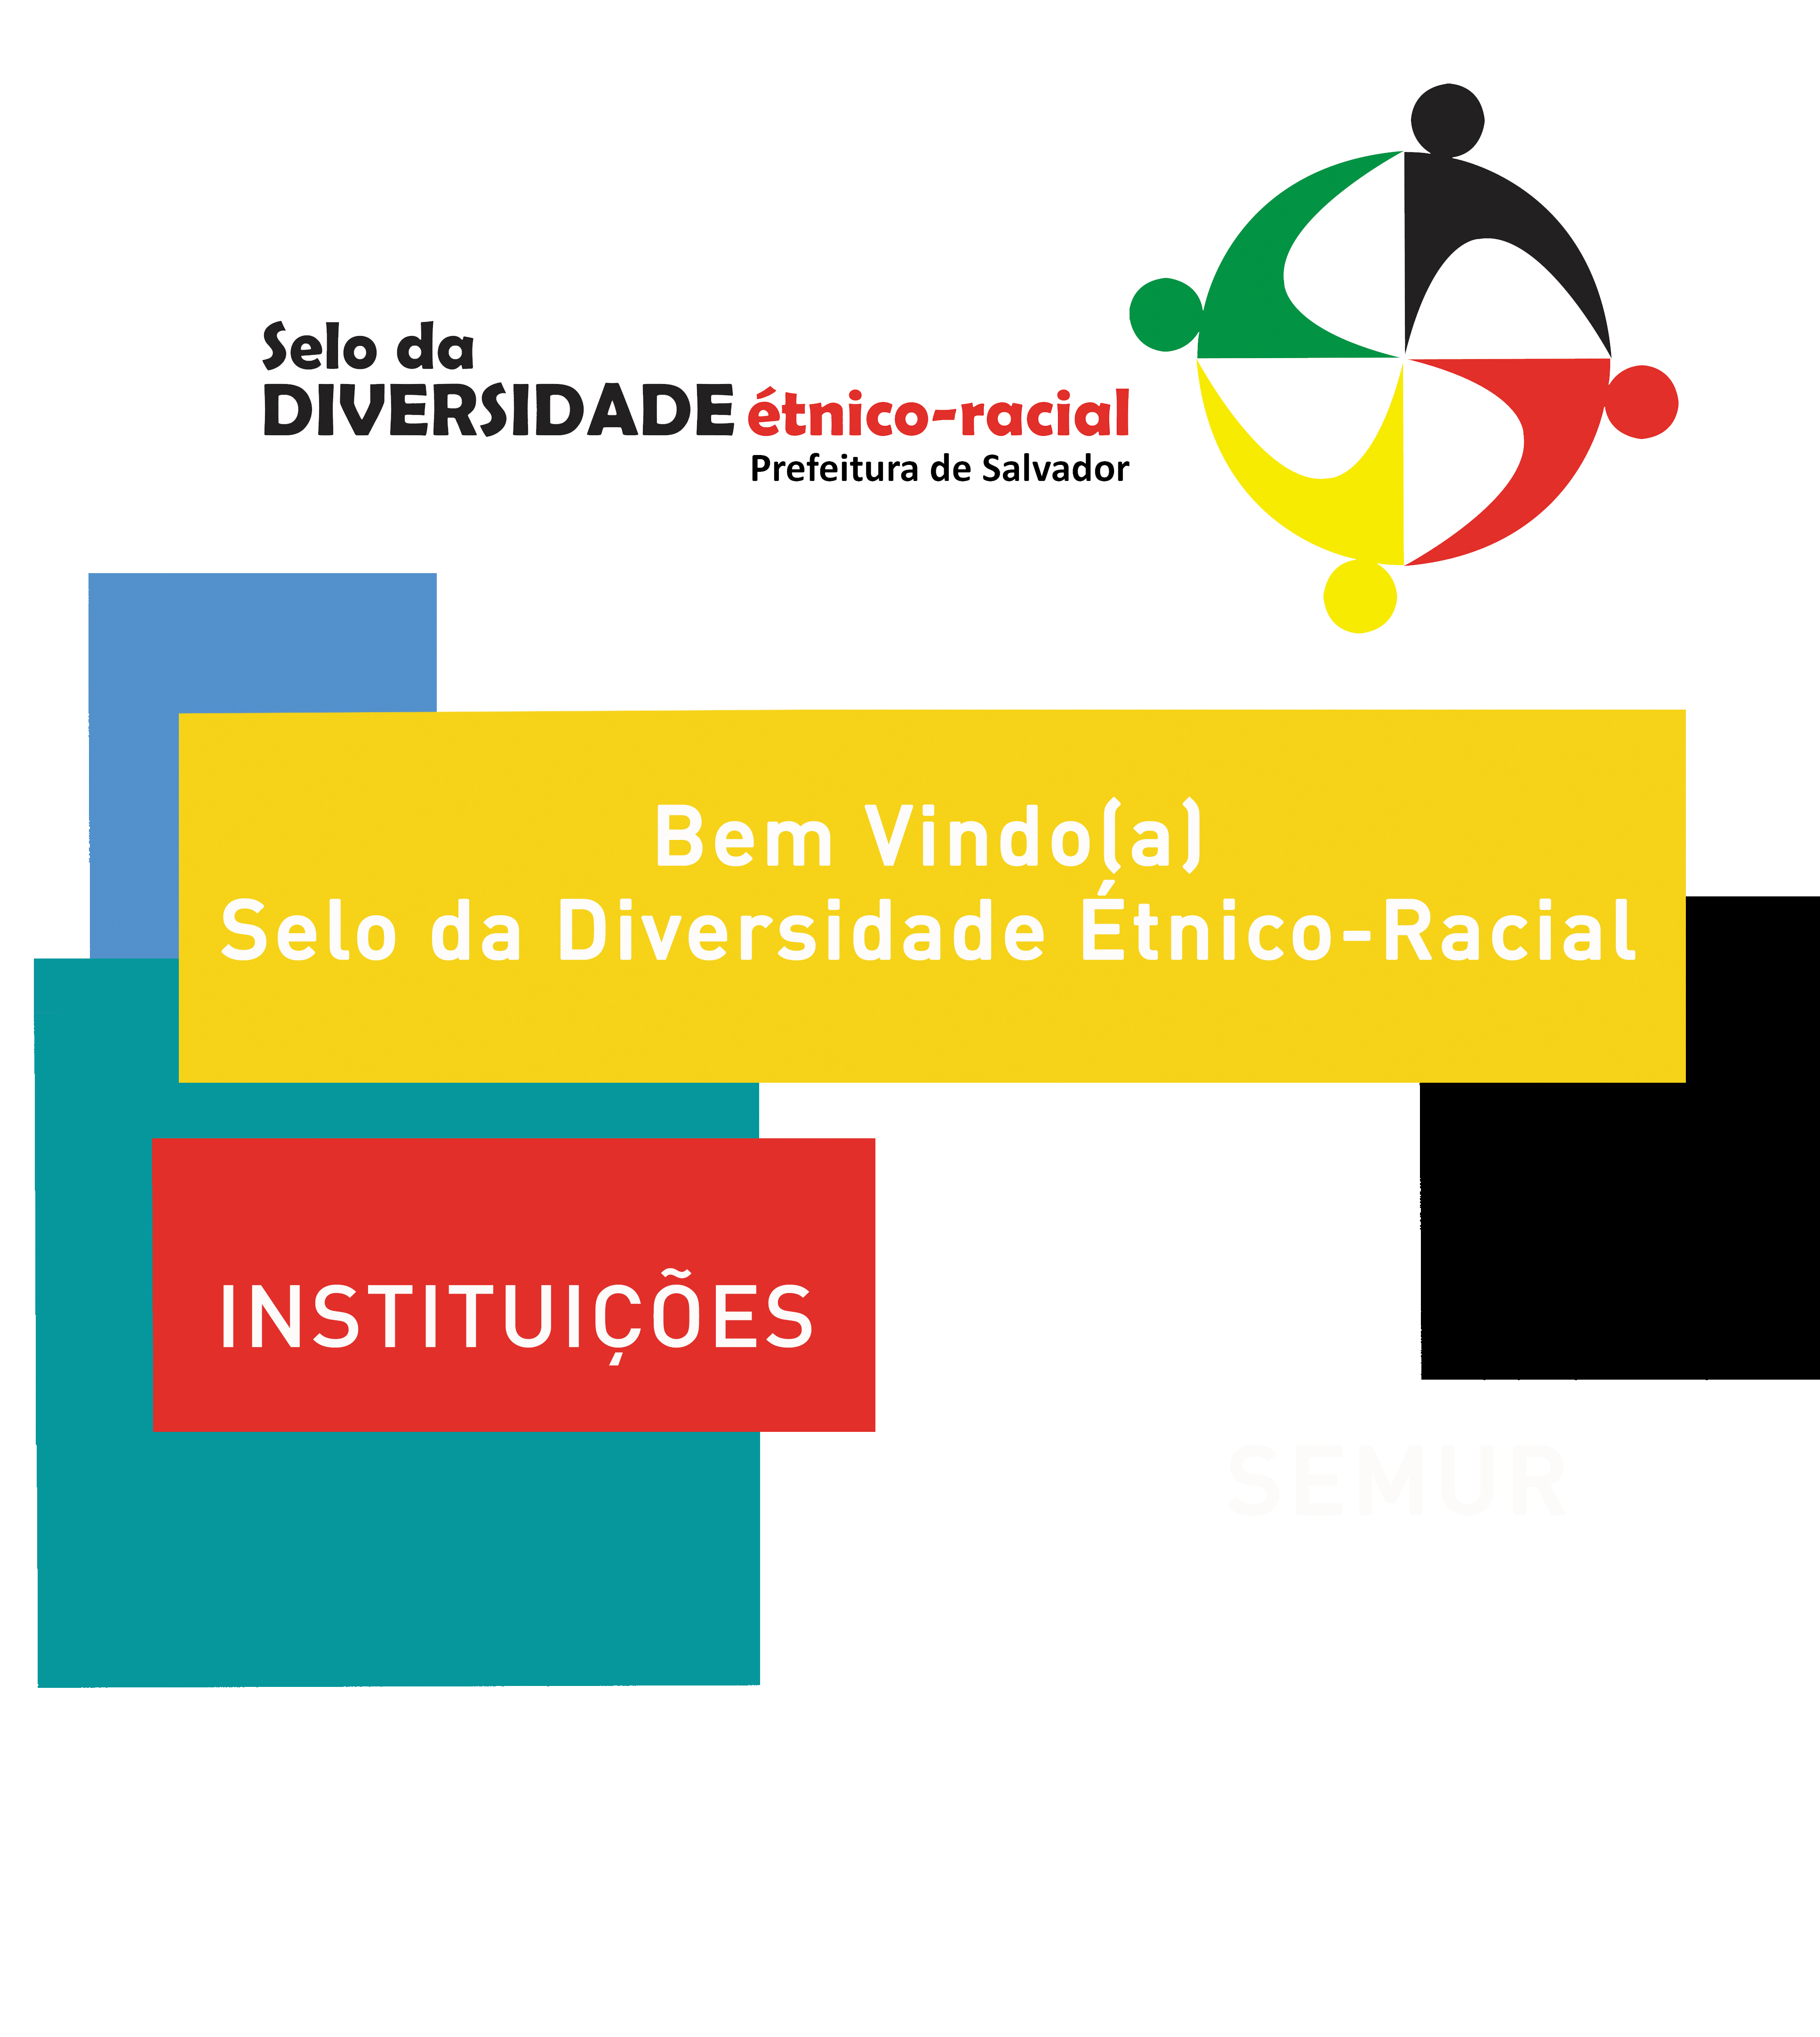 Selo da
DIVERSIDADE étnico-racial
Prefeitura de Salvador
Bem Vindo(a)
Selo da Diversidade Étnico-Racial
INSTITUIÇÕES
SEMUR